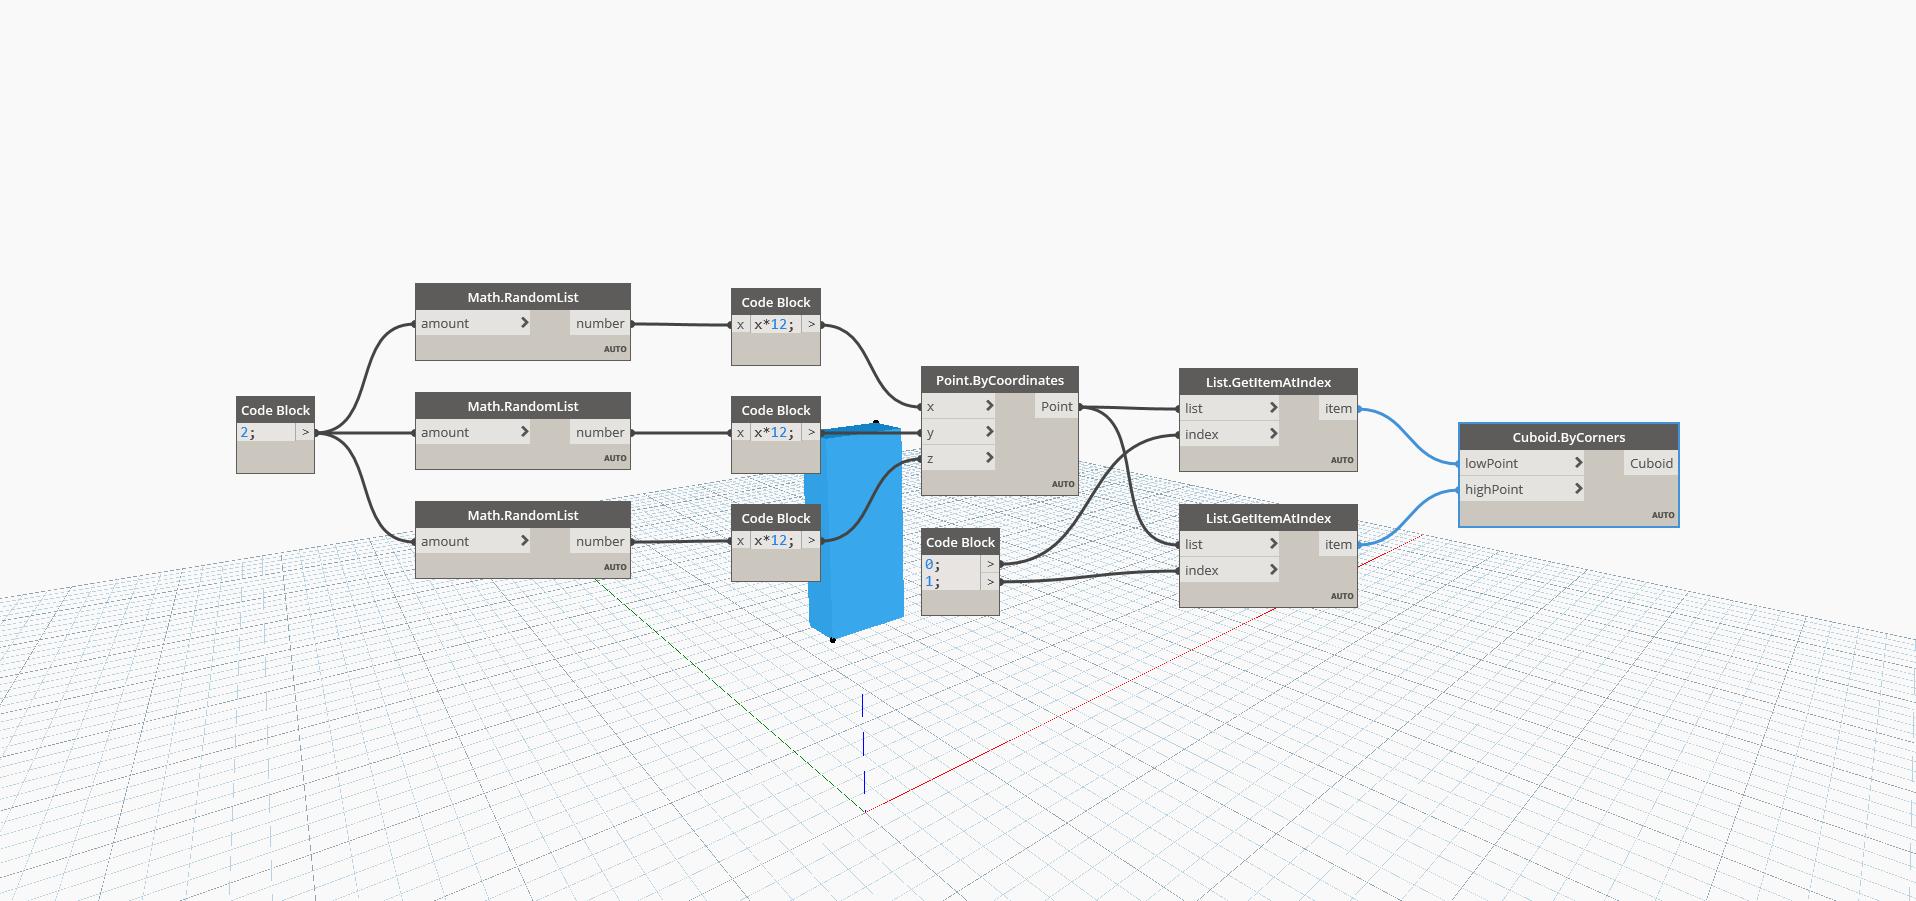 Code Block
2;
>
Math.RandomList
amount
>
number
AUTO
Math.RandomList
amount
>
number
AUTO
Math.RandomList
amount
>
number
AUTO
Code Block
x
x*12;
>
Code Block
x
x*12;
>
Code Block
x
x*12;
>
Point.ByCoordinates
x
>
Point
y
>
z
>
AUTO
Code Block
0;
>
1;
>
List.GetItemAtIndex
list
>
item
index
>
AUTO
List.GetItemAtIndex
list
>
item
index
>
AUTO
Cuboid.ByCorners
lowPoint
>
Cuboid
highPoint
>
AUTO